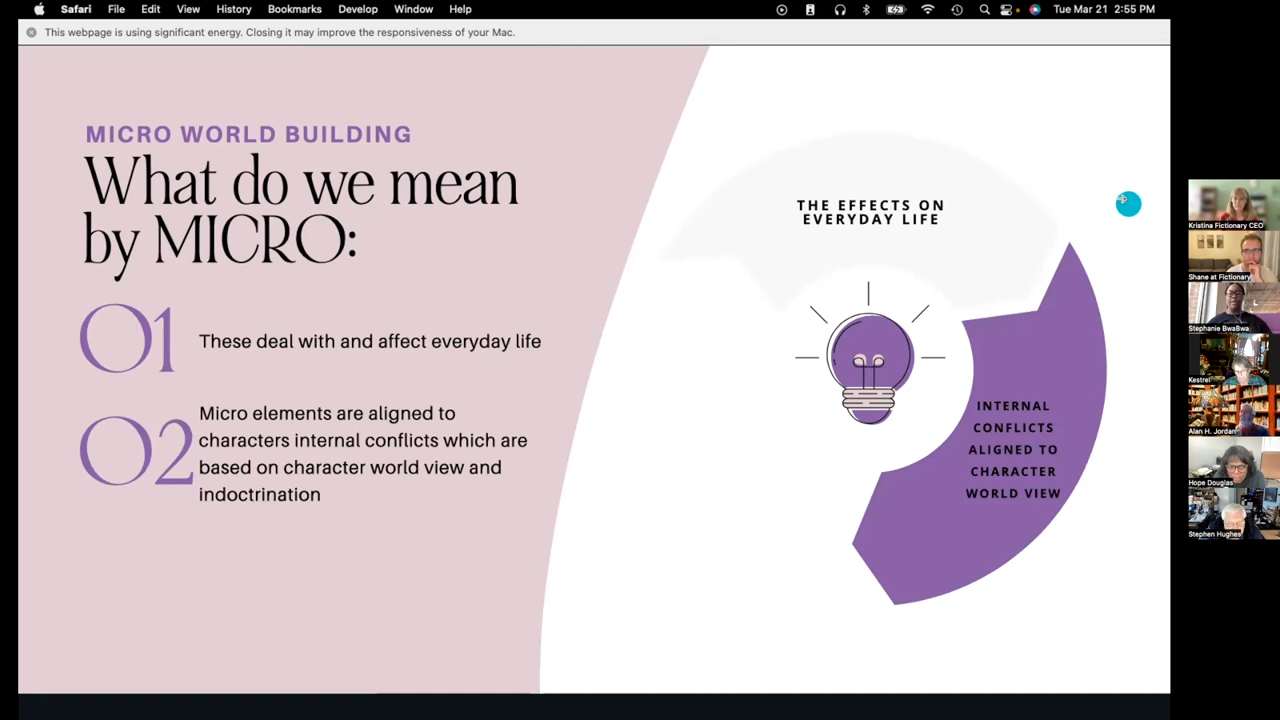 Safari File Edit View History Bookmarks Develop Window Help Tue Mar 21 2:55 PM
This webpage is using significant energy. Closing it may improve the responsiveness of your Mac.
MICRO WORLD BUILDING
What do we mean
by MICRO:
01 These deal with and affect everyday life
02 Micro elements are aligned to
characters internal conflicts which are
based on character world view and
indoctrination
THE EFFECTS ON
EVERYDAY LIFE
INTERNAL
CONFLICTS
ALIGNED TO
CHARACTER
WORLD VIEW
Kristina Fictionary CEO
Shane at Fictionary
Stephanie BwaBwa
Kestrel
Alan H. Jordan
Hope Douglas
Stephen Hughes